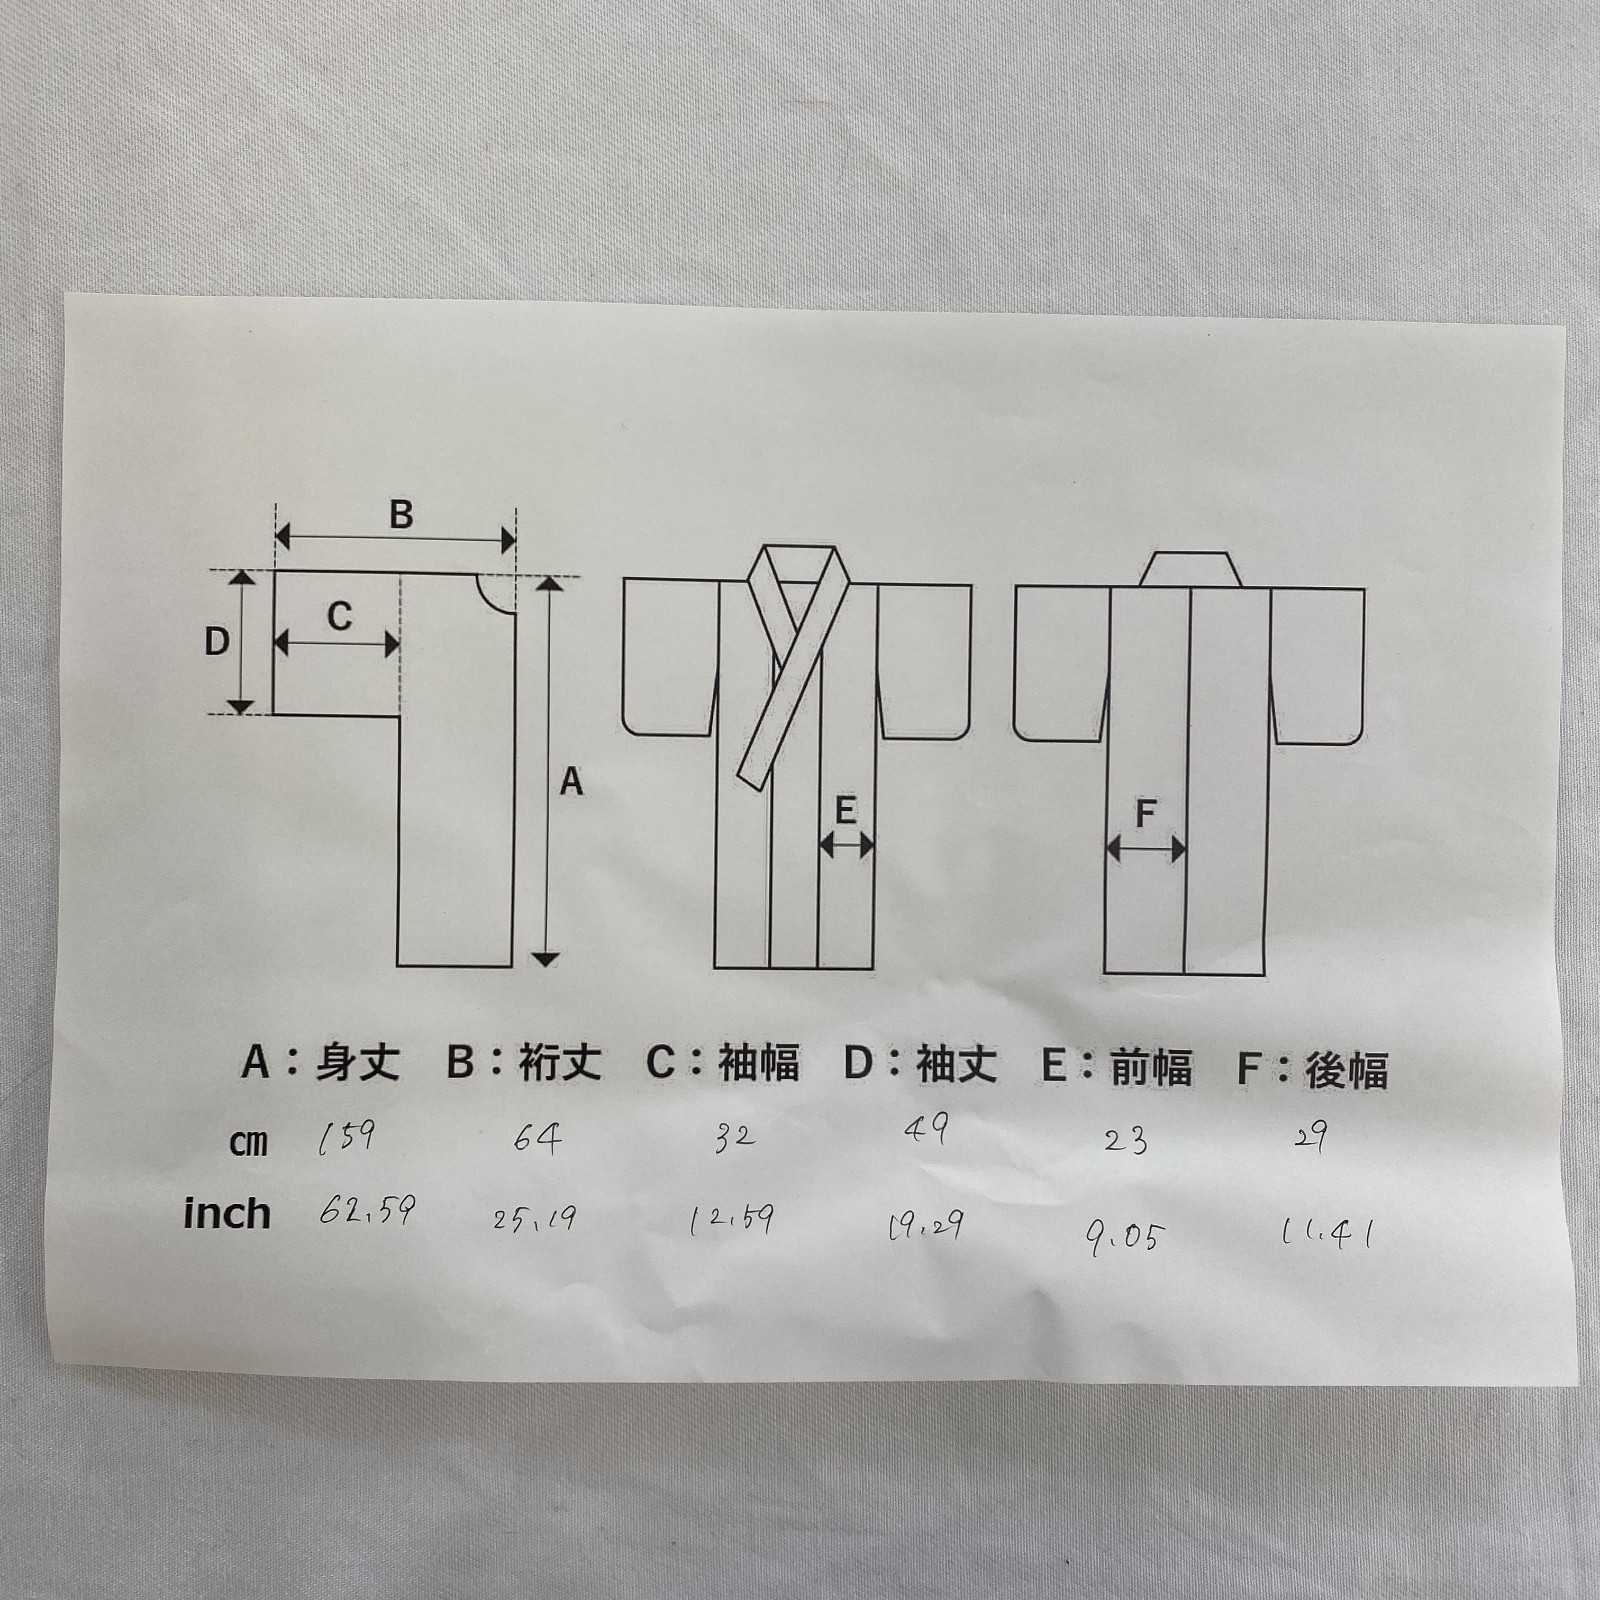 B
D C
A
E
F
A：身丈 B：裄丈 C：袖幅 D：袖丈 E：前幅 F：後幅
cm 159 64 32 49 23 29
inch 62.59 25.19 12.59 19.29 9.05 11.41